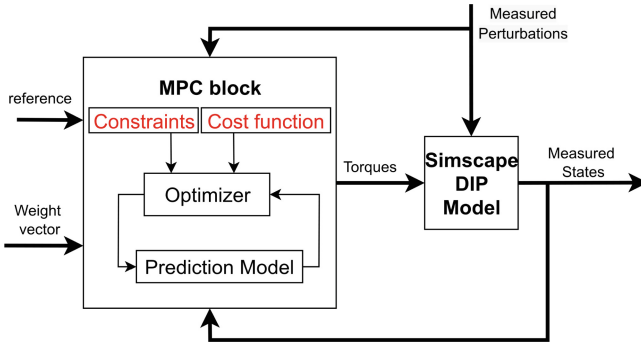 Measured
Perturbations
MPC block
reference
Constraints
Cost function
Simscape
DIP
Model
Torques
Measured
States
Optimizer
Weight
vector
Prediction Model